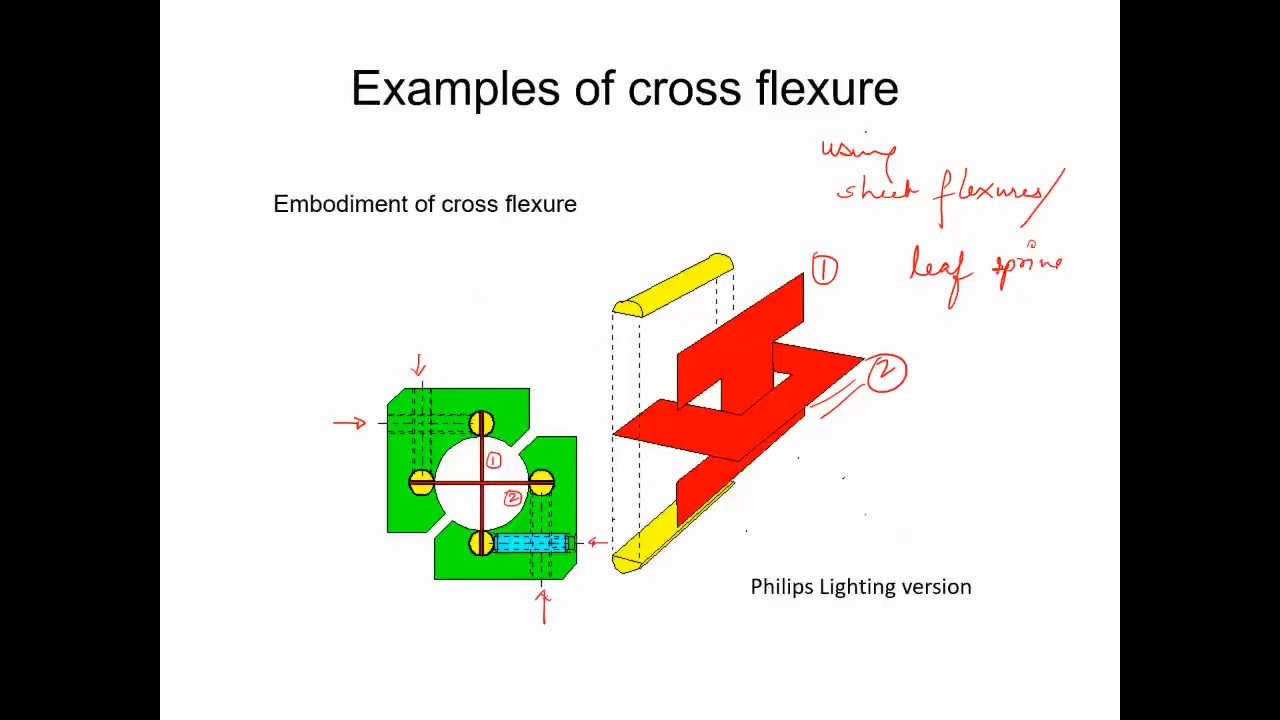 Examples of cross flexure
using
sheet flexures/
leaf spring
Embodiment of cross flexure
1
2
1
2
Philips Lighting version